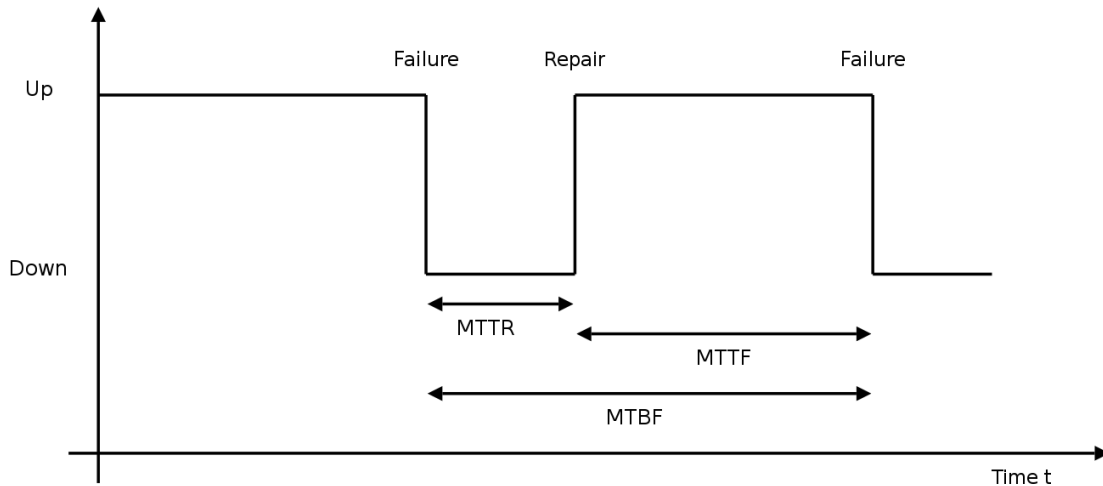 Failure
Repair
Failure
Up
Down
MTTR
MTTF
MTBF
Time t